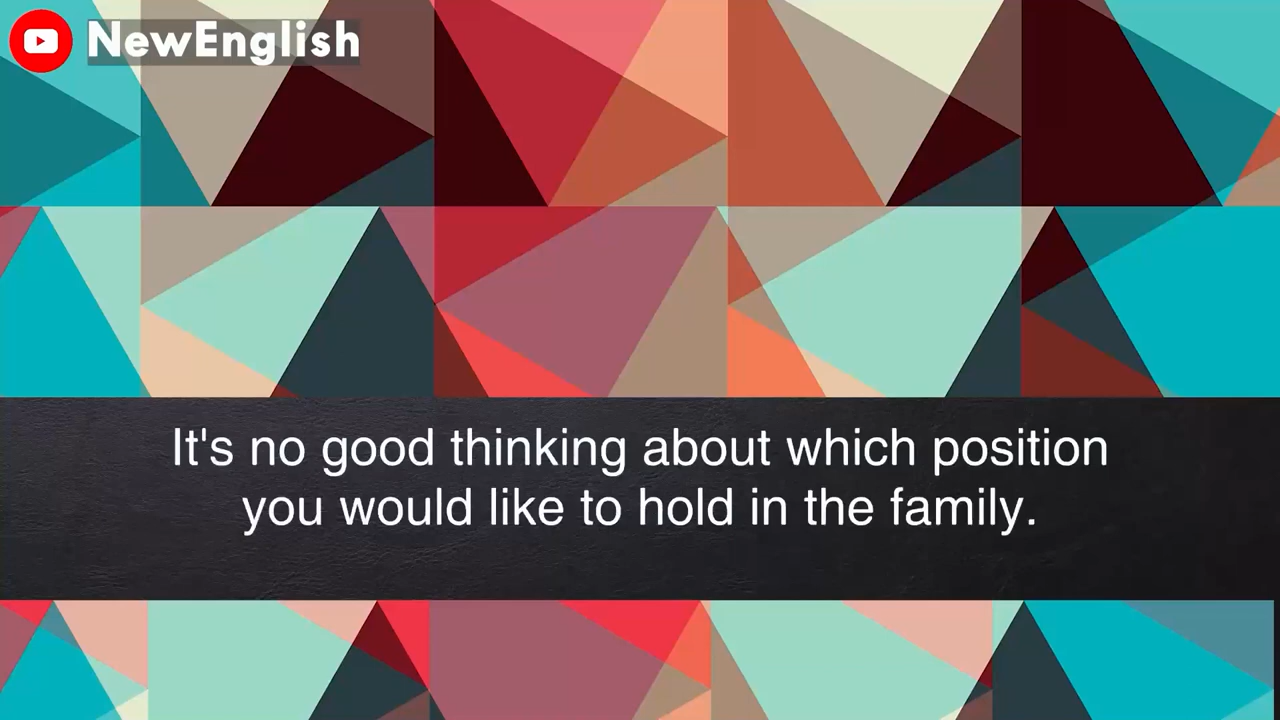 NewEnglish
It's no good thinking about which position
you would like to hold in the family.